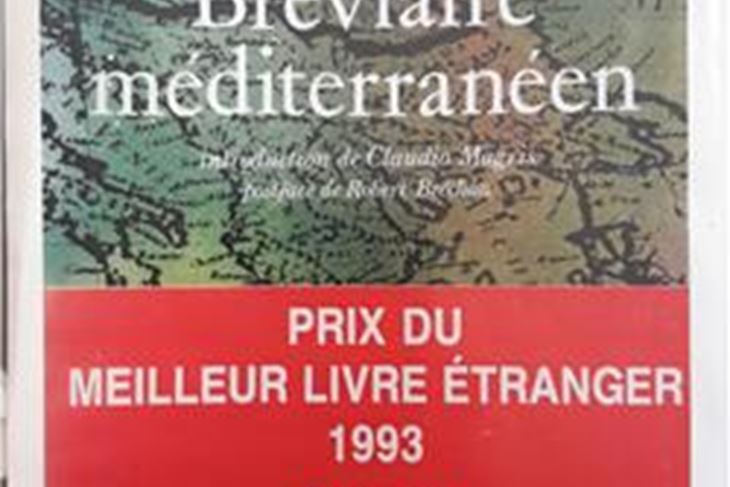 Bréviaire
méditerranéen
introduction de Claudio Magris
postface de Robert Bréchon
PRIX DU
MEILLEUR LIVRE ÉTRANGER
1993